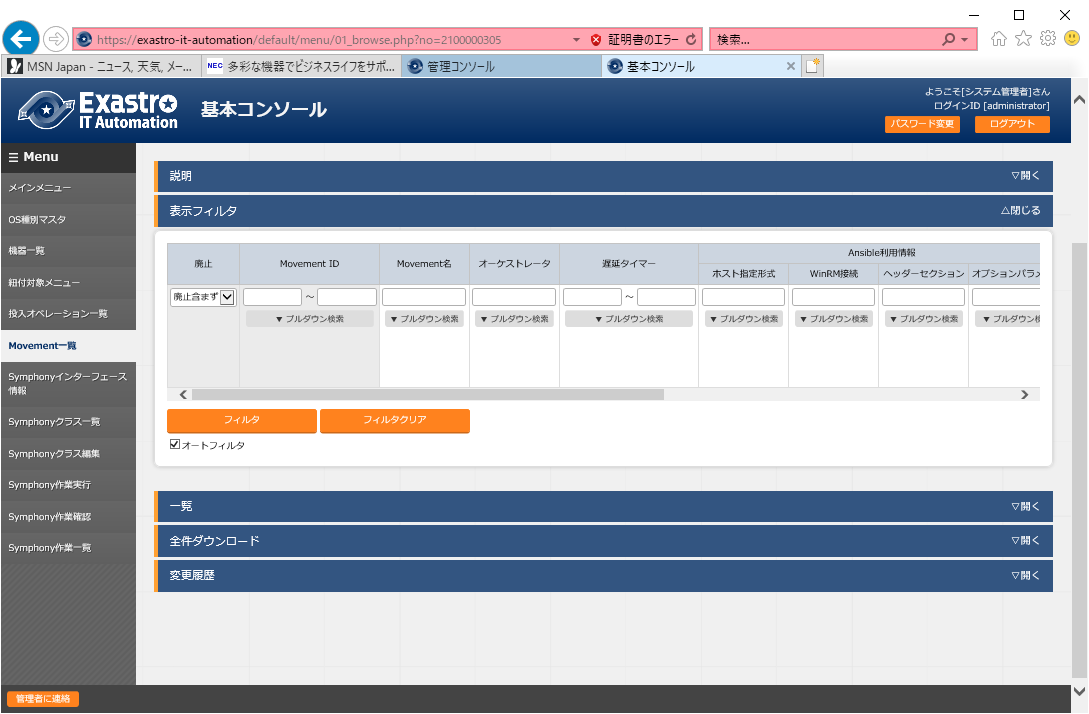 https://exastro-it-automation/default/menu/01_browse.php?no=2100000305
証明書のエラー
検索...
MSN Japan - ニュース, 天気, メー...
NEC 多彩な機器でビジネスライフをサポ...
管理コンソール
基本コンソール
Exastro
IT Automation
基本コンソール
ようこそ[システム管理者]さん
ログインID [administrator]
パスワード変更
ログアウト
☰ Menu
メインメニュー
OS種別マスタ
機器一覧
紐付対象メニュー
投入オペレーション一覧
Movement一覧
Symphonyインターフェース
情報
Symphonyクラス一覧
Symphonyクラス編集
Symphony作業実行
Symphony作業確認
Symphony作業一覧
管理者に連絡
説明
▽開く
表示フィルタ
△閉じる
廃止
Movement ID
Movement名
オーケストレータ
遅延タイマー
Ansible利用情報
ホスト指定形式
WinRM接続
ヘッダーセクション
オプションパラメ
廃止含まず
~
~
▼ プルダウン検索
▼ プルダウン検索
▼ プルダウン検索
▼ プルダウン検索
▼ プルダウン検索
▼ プルダウン検索
▼ プルダウン検索
▼ プルダウン検
フィルタ
フィルタクリア
オートフィルタ
一覧
▽開く
全件ダウンロード
▽開く
変更履歴
▽開く